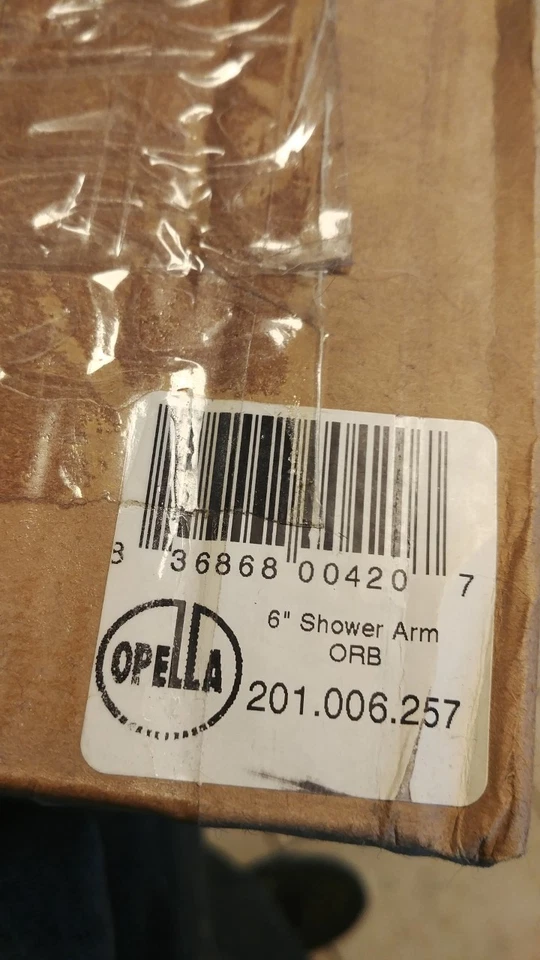 8 36868 00420 7
6" Shower Arm
ORB
OPELLA
201.006.257